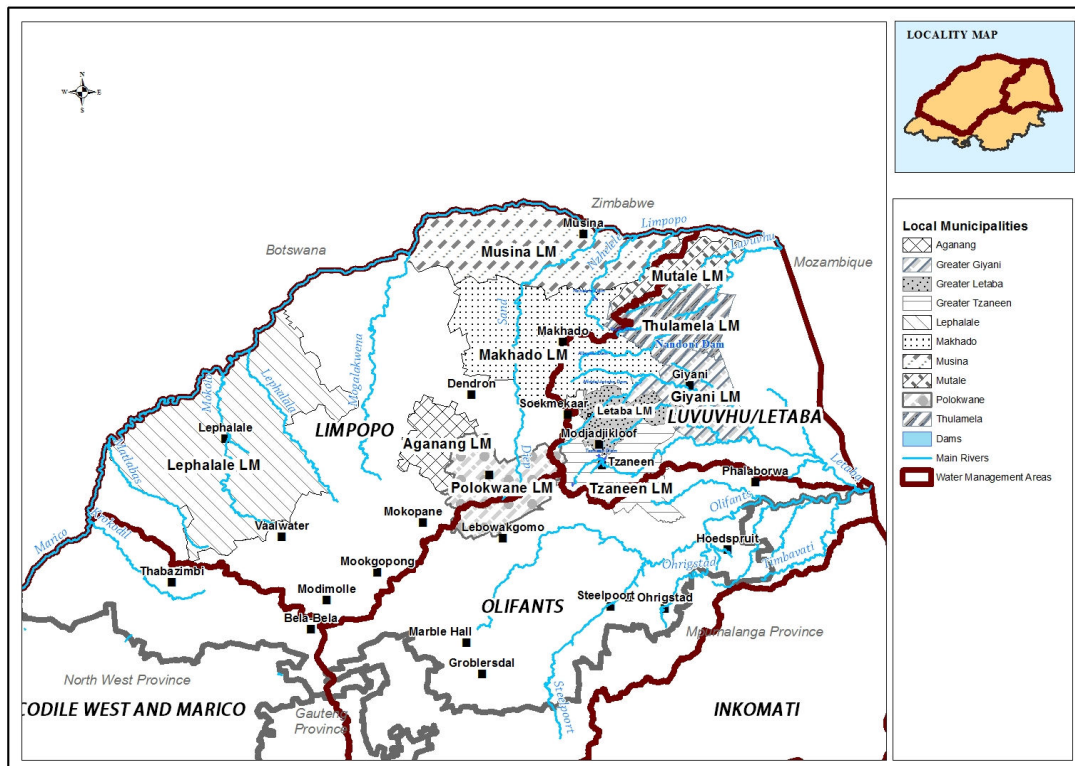 LOCALITY MAP
N
W E
S
Zimbabwe
Musina
Limpopo
Botswana
Musina LM
Nzhelele
Luvuvhu
Mozambique
Mutale LM
Sand
Makhado
Thulamela LM
Mogalakwena
Makhado LM
Nandoni Dam
Mokolo
Lephalala
Dendron
Giyani
Giyani LM
Soekmekaar
Letaba LM
LUVUVHU/LETABA
Lephalale
LIMPOPO
Aganang LM
Modjadjikloof
Matlabas
Lephalale LM
Diep
Tzaneen
Letaba
Polokwane LM
Tzaneen LM
Phalaborwa
Olifants
Mokopane
Lebowakgomo
Vaalwater
Marico
Krokodil
Hoedspruit
Mookgopong
Ohrigstad
Timbavati
Thabazimbi
Modimolle
Steelpoort
Ohrigstad
OLIFANTS
Bela-Bela
Marble Hall
Mpumalanga Province
Groblersdal
North West Province
Steelpoort
CODILE WEST AND MARICO
Gauteng
Province
INKOMATI
Local Municipalities
Aganang
Greater Giyani
Greater Letaba
Greater Tzaneen
Lephalale
Makhado
Musina
Mutale
Polokwane
Thulamela
Dams
Main Rivers
Water Management Areas